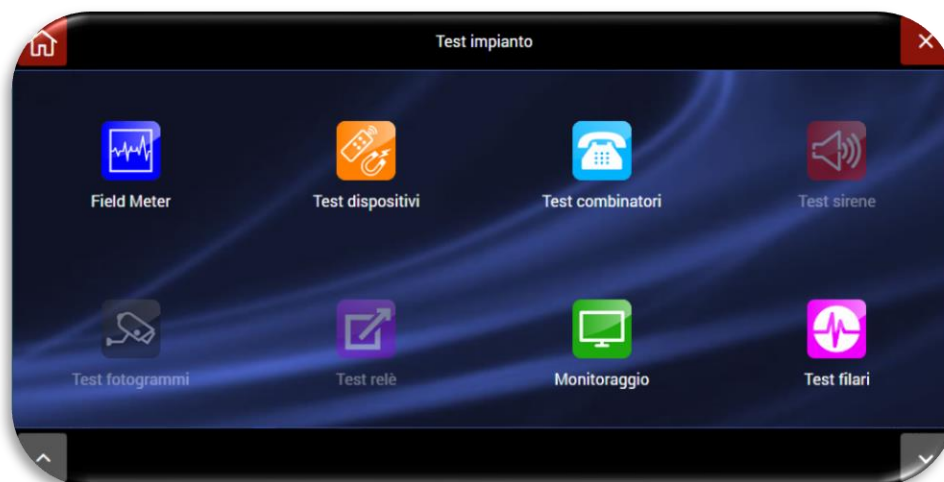 Test impianto
Field Meter
Test dispositivi
Test combinatori
Test sirene
Test fotogrammi
Test relè
Monitoraggio
Test filari